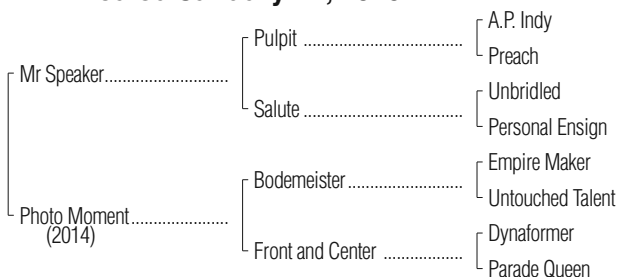 Pulpit
A.P. Indy
Preach
Mr Speaker
Salute
Unbridled
Personal Ensign
Photo Moment
(2014)
Bodemeister
Empire Maker
Untouched Talent
Front and Center
Dynaformer
Parade Queen